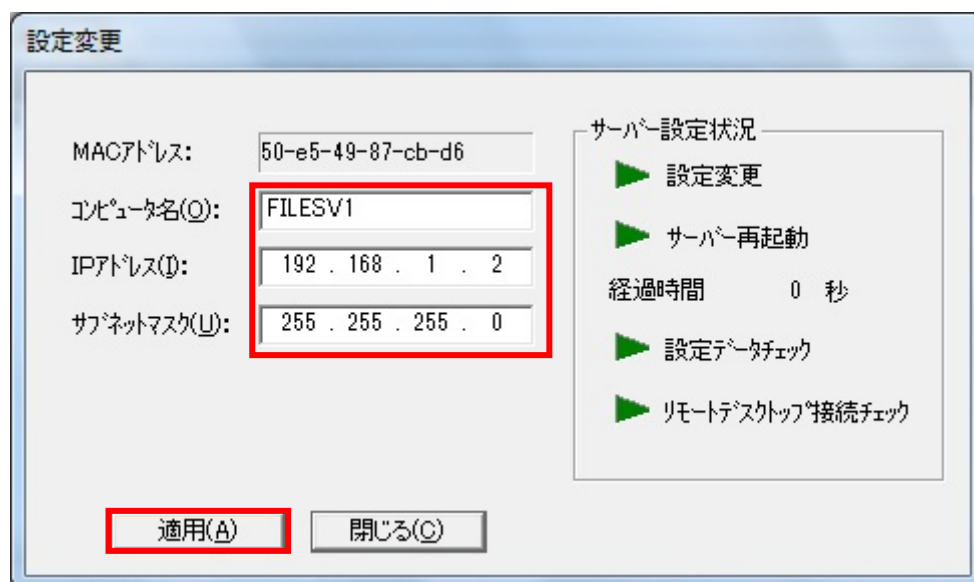 設定変更
MACアドレス: 50-e5-49-87-cb-d6
コンピュータ名(O): FILESV1
IPアドレス(I): 192 . 168 . 1 . 2
サブネットマスク(U): 255 . 255 . 255 . 0
適用(A) 閉じる(C)
サーバー設定状況
設定変更
サーバー再起動
経過時間 0 秒
設定データチェック
リモートデスクトップ接続チェック